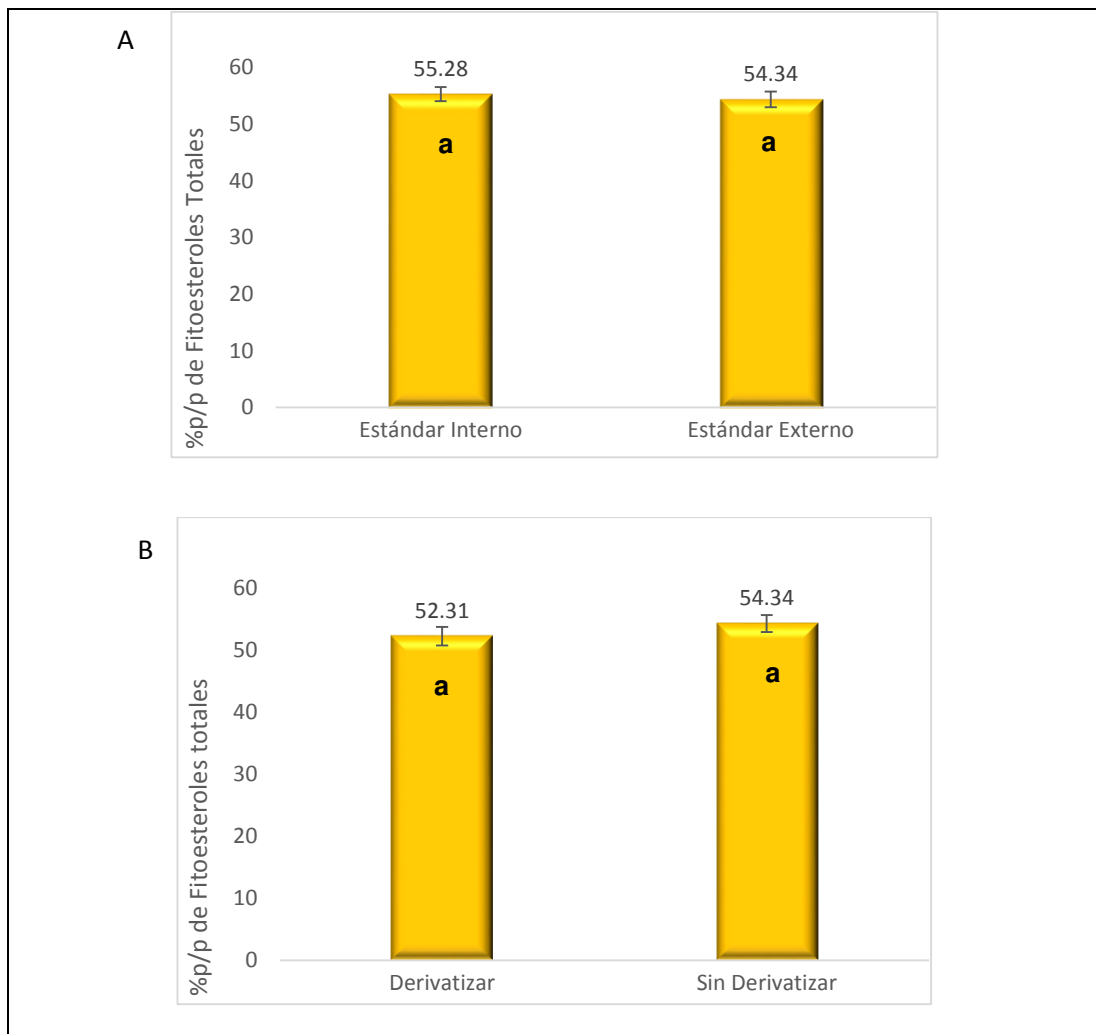 A
%p/p de Fitoesteroles Totales
60
50
40
30
20
10
0
55.28
54.34
a
a
Estándar Interno
Estándar Externo
B
%p/p de Fitoesteroles totales
60
50
40
30
20
10
0
52.31
54.34
a
a
Derivatizar
Sin Derivatizar